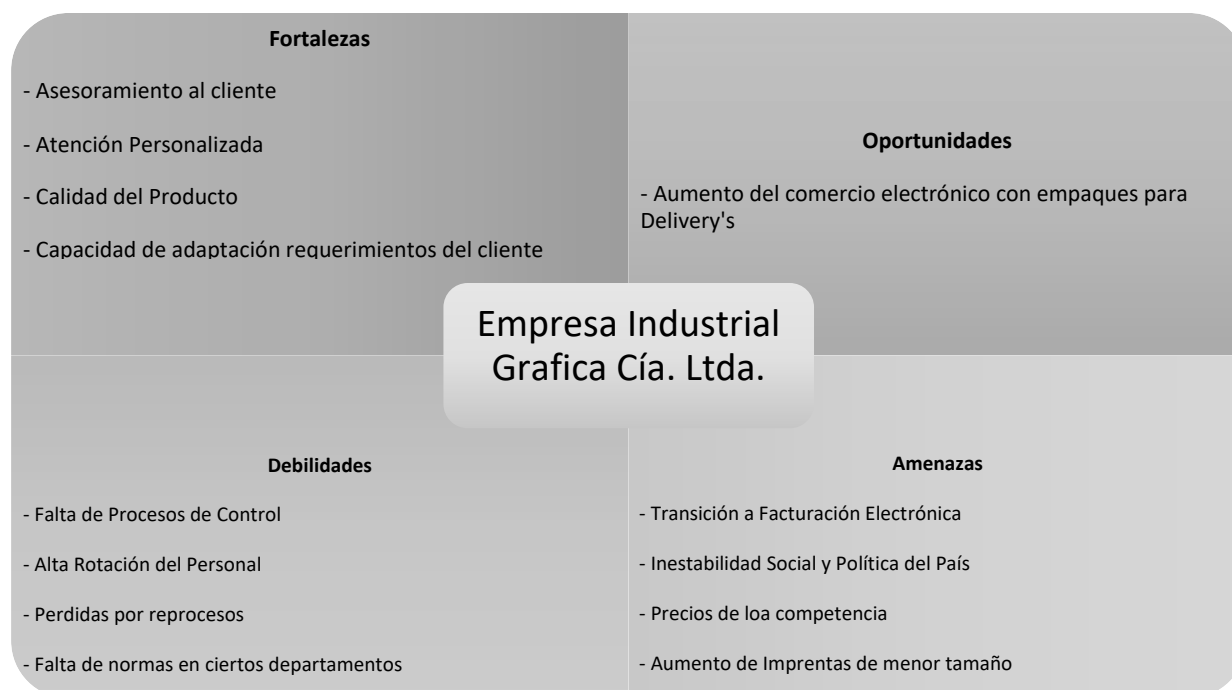 Fortalezas
- Asesoramiento al cliente
- Atención Personalizada
- Calidad del Producto
- Capacidad de adaptación requerimientos del cliente
Oportunidades
- Aumento del comercio electrónico con empaques para
Delivery's
Empresa Industrial
Grafica Cía. Ltda.
Debilidades
- Falta de Procesos de Control
- Alta Rotación del Personal
- Perdidas por reprocesos
- Falta de normas en ciertos departamentos
Amenazas
- Transición a Facturación Electrónica
- Inestabilidad Social y Política del País
- Precios de loa competencia
- Aumento de Imprentas de menor tamaño